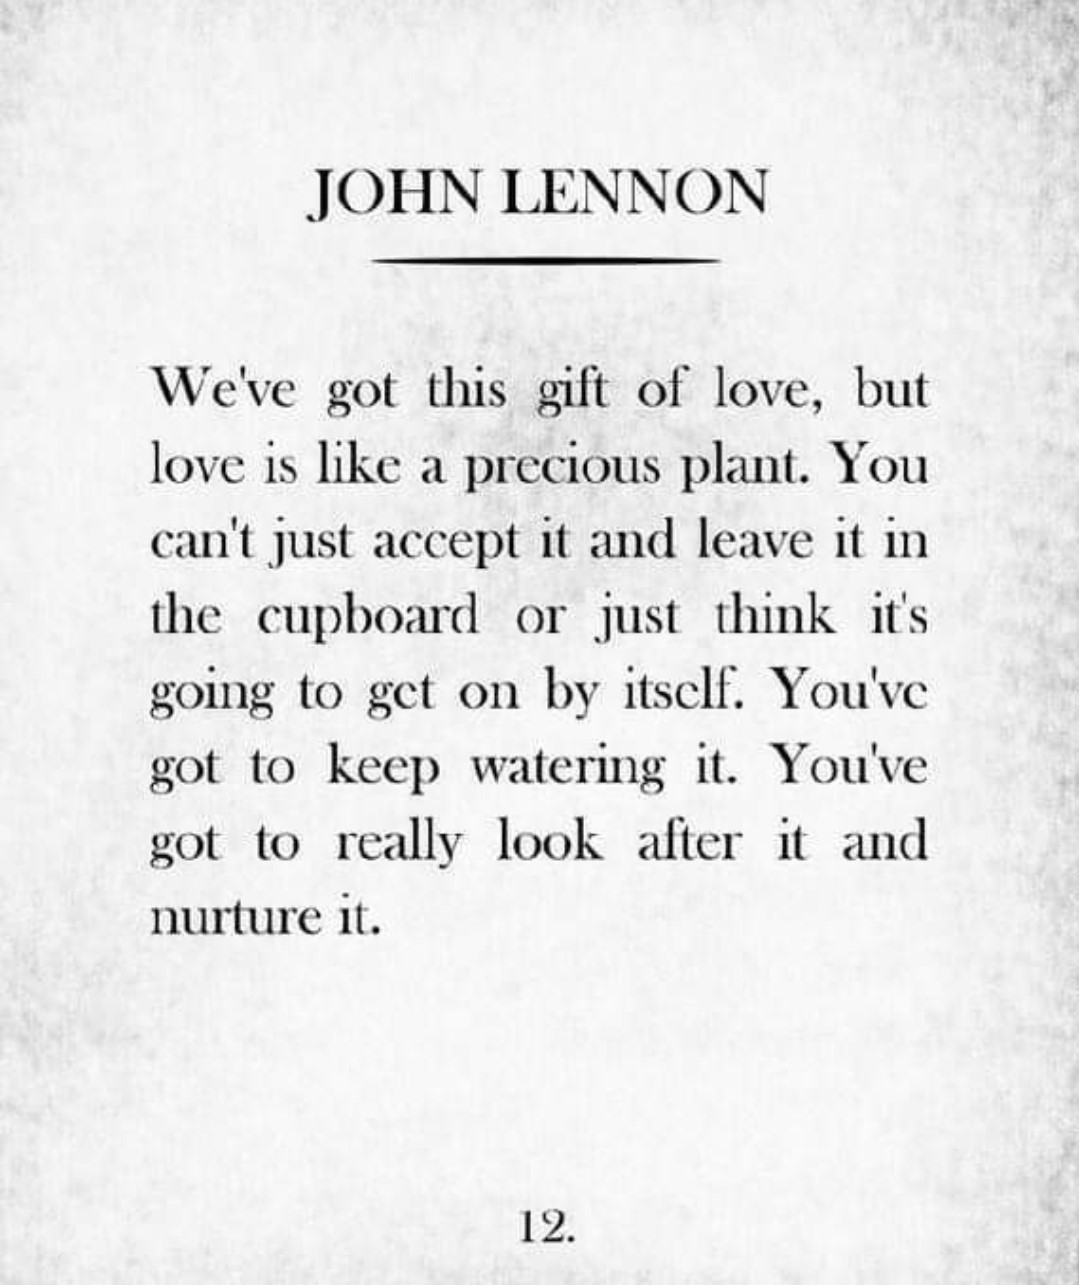 JOHN LENNON
We've got this gift of love, but
love is like a precious plant. You
can't just accept it and leave it in
the cupboard or just think it's
going to get on by itself. You've
got to keep watering it. You've
got to really look after it and
nurture it.
12.